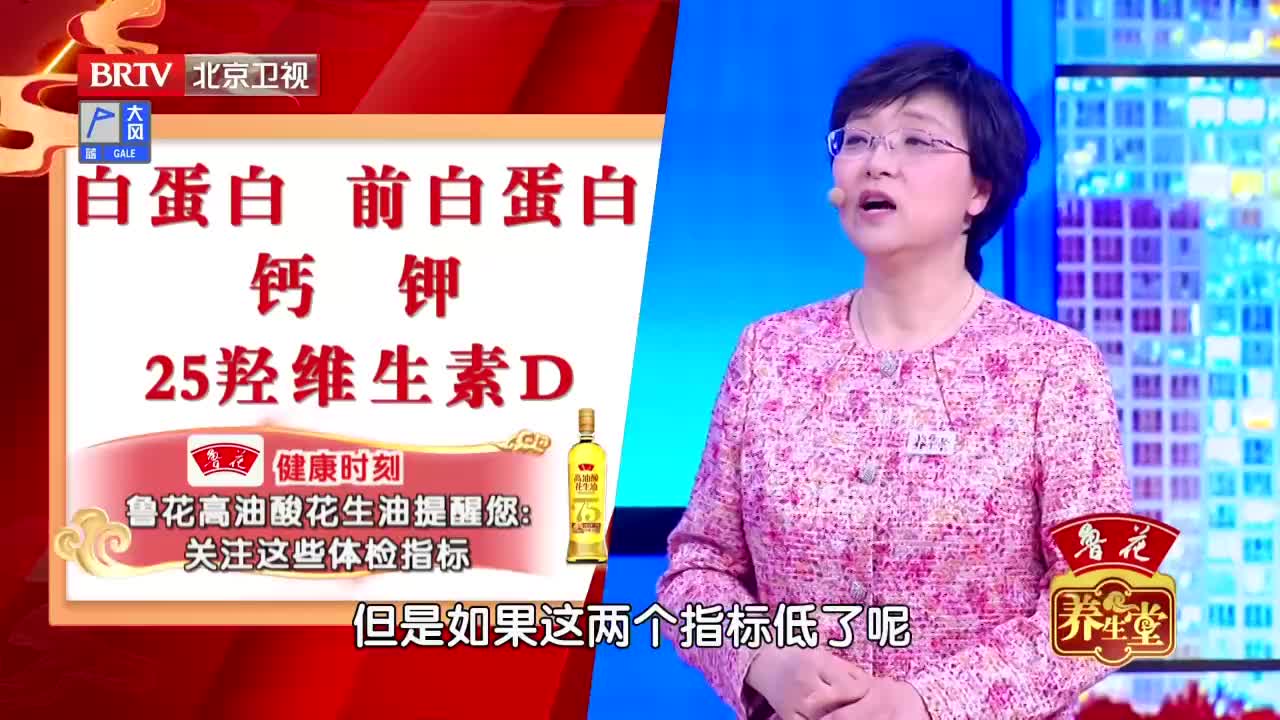 BRTV 北京卫视
大风
蓝 GALE
白蛋白 前白蛋白
钙 钾
25羟维生素D
鲁花 健康时刻
鲁花高油酸花生油提醒您:
关注这些体检指标
高油酸
花生油
75
鲁花
养生堂
但是如果这两个指标低了呢